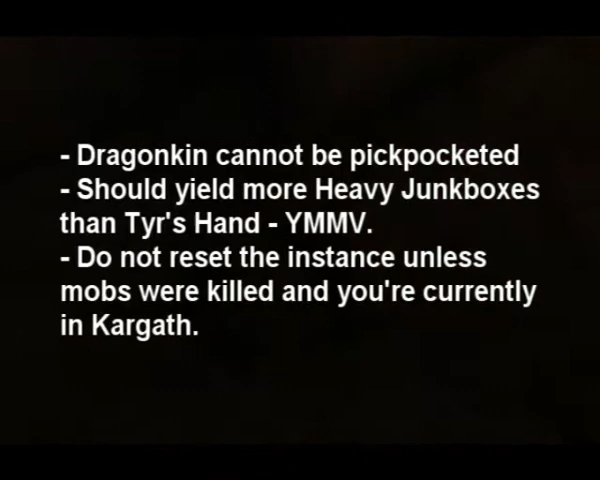 - Dragonkin cannot be pickpocketed
- Should yield more Heavy Junkboxes
than Tyr's Hand - YMMV.
- Do not reset the instance unless
mobs were killed and you're currently
in Kargath.